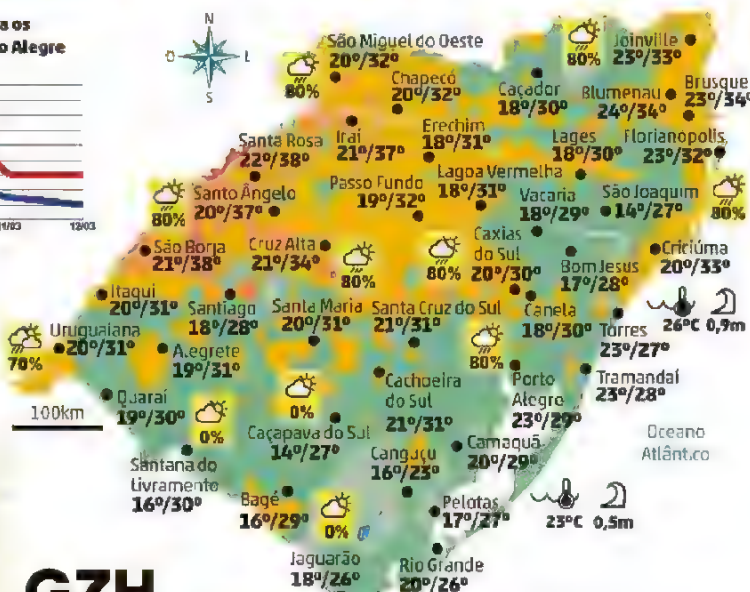 a os
o Alegre
11/03
12/03
N
O
L
S
80%
São Miguel do Oeste
20º/32º
Chapecó
20º/32º
Caçador
18º/30º
80%
Joinville
23º/33º
Blumenau
24º/34º
Brusque
23º/34º
Santa Rosa
22º/38º
Iraí
21º/37º
Erechim
18º/31º
Lages
18º/30º
Florianópolis
23º/32º
80%
Santo Ângelo
20º/37º
Passo Fundo
19º/32º
Lagoa Vermelha
18º/31º
Vacaria
18º/29º
São Joaquim
14º/27º
80%
São Borja
21º/38º
Cruz Alta
21º/34º
80%
80%
Caxias
do Sul
20º/30º
Bom Jesus
17º/28º
Criciúma
20º/33º
Itaqui
20º/31º
Santiago
18º/28º
Santa Maria
20º/31º
Santa Cruz do Sul
21º/31º
Canela
18º/30º
26ºC
0,9m
70%
Uruguaiana
20º/31º
Alegrete
19º/31º
80%
Torres
23º/27º
Quaraí
19º/30º
0%
0%
Cachoeira
do Sul
21º/31º
Porto
Alegre
23º/29º
Tramandaí
23º/28º
100km
Caçapava do Sul
14º/27º
Camaquã
20º/29º
Oceano
Atlântico
Santana do
Livramento
16º/30º
Canguçu
16º/23º
Bagé
16º/29º
0%
Pelotas
17º/27º
23ºC
0,5m
Jaguarão
18º/26º
Rio Grande
20º/26º
GZH